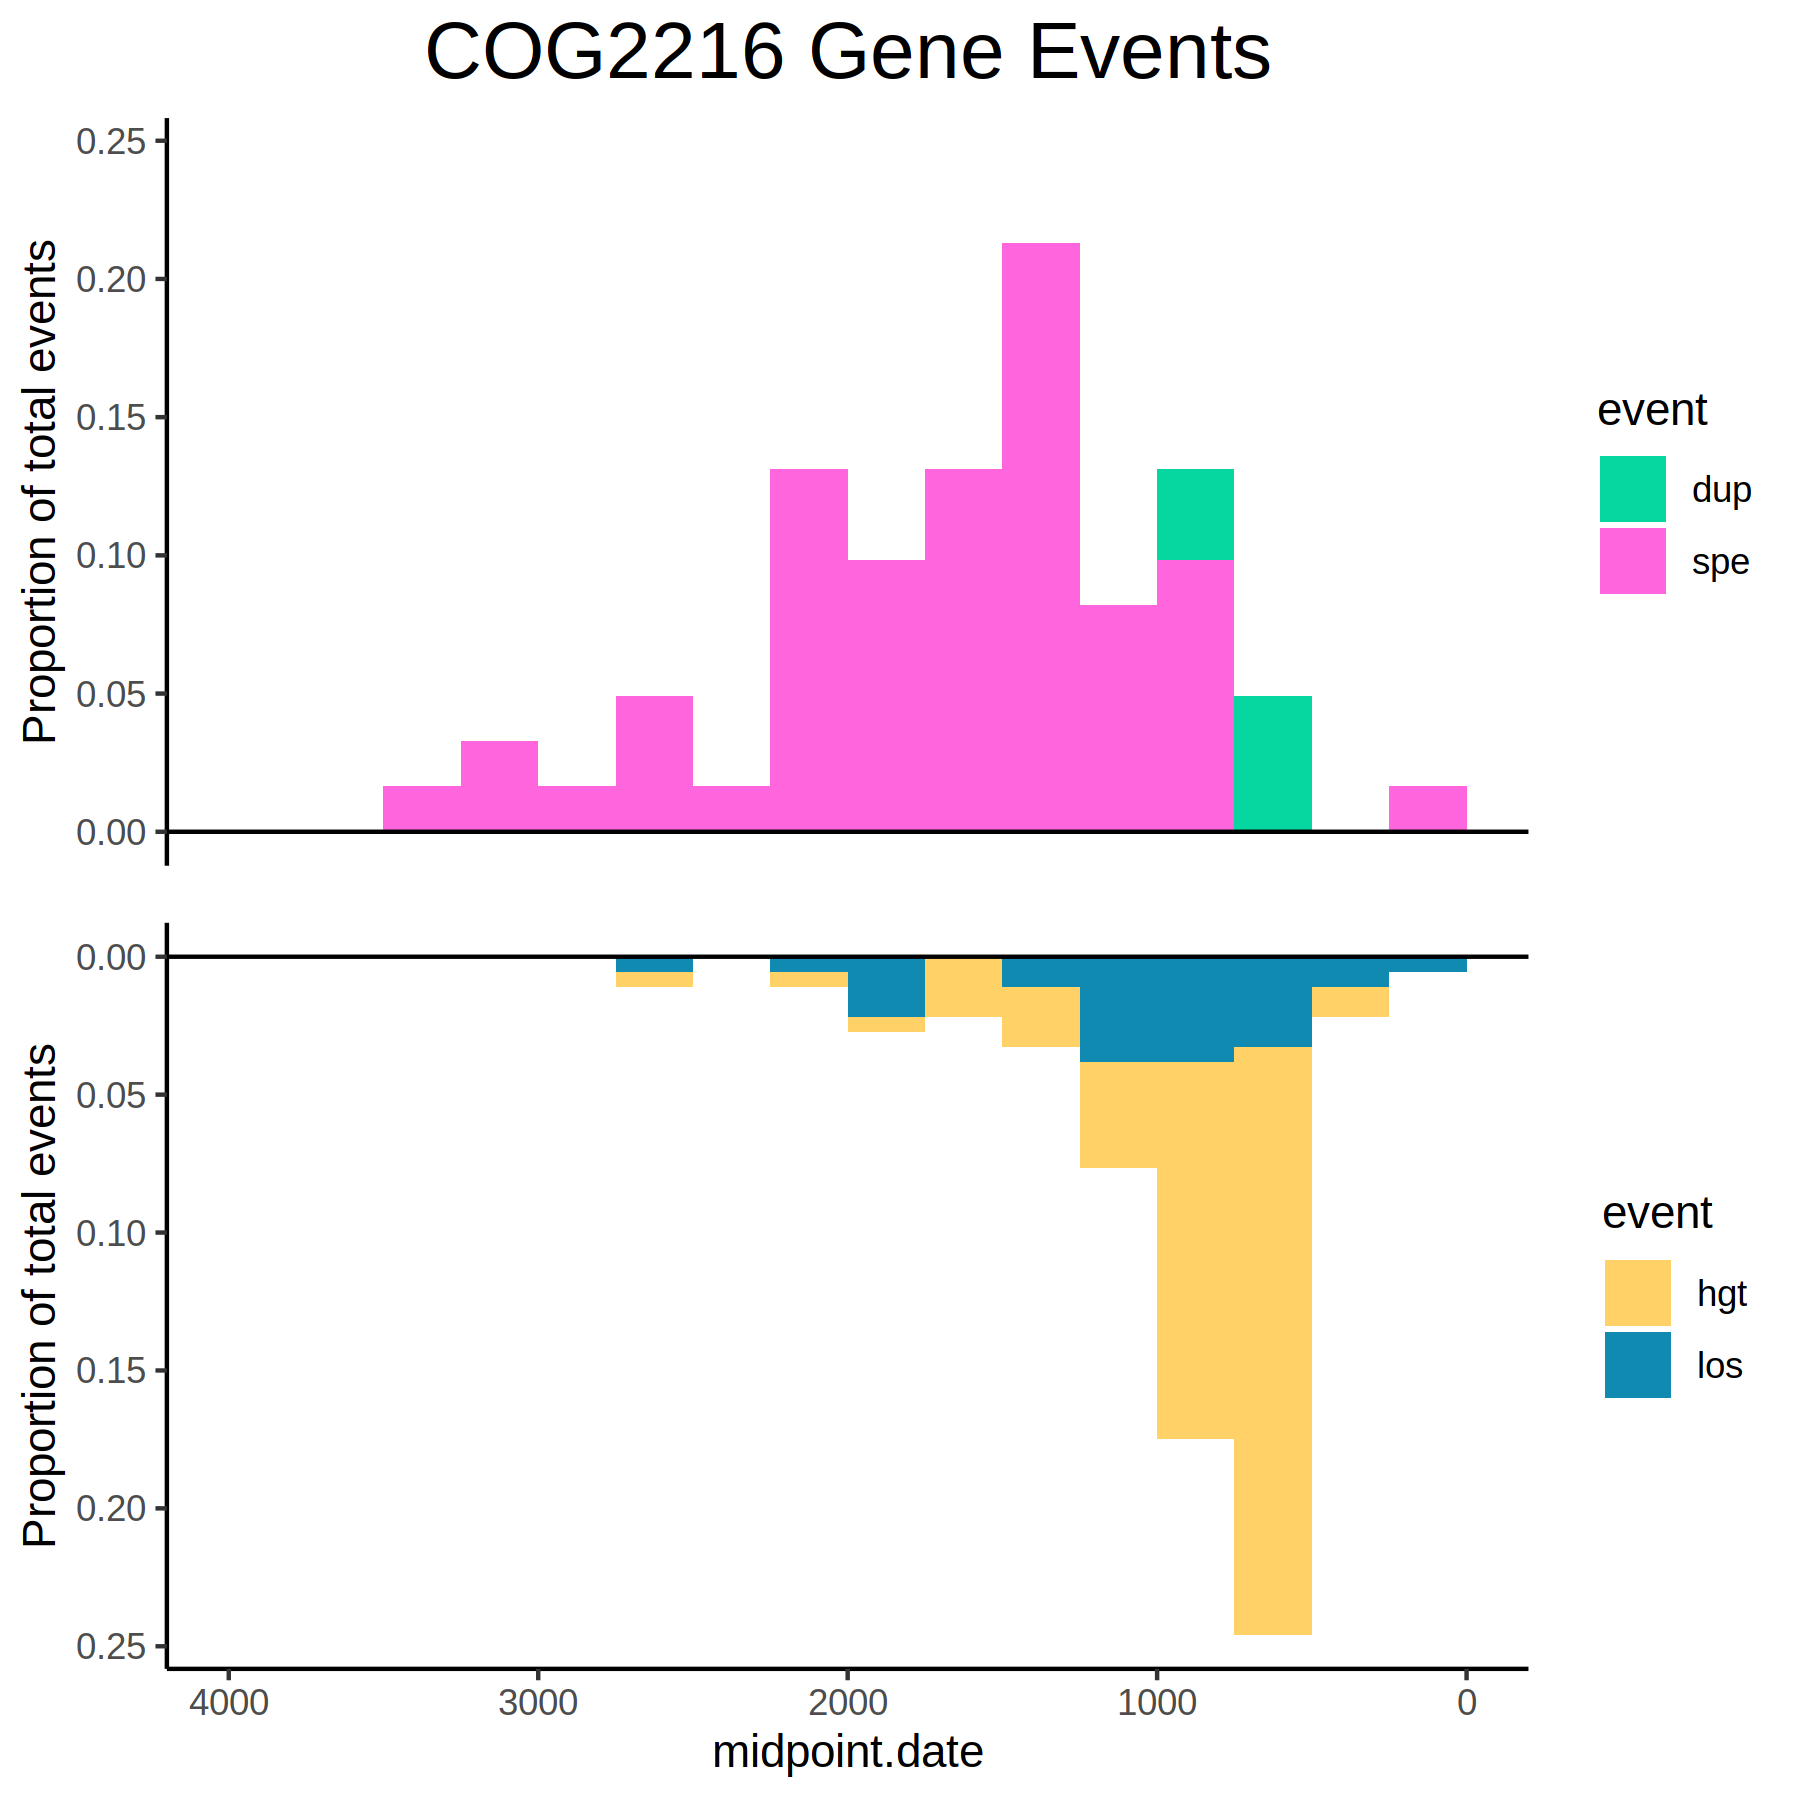 COG2216 Gene Events
Proportion of total events
0.25
0.20
0.15
0.10
0.05
0.00
event
dup
spe
Proportion of total events
0.00
0.05
0.10
0.15
0.20
0.25
event
hgt
los
4000 3000 2000 1000 0
midpoint.date